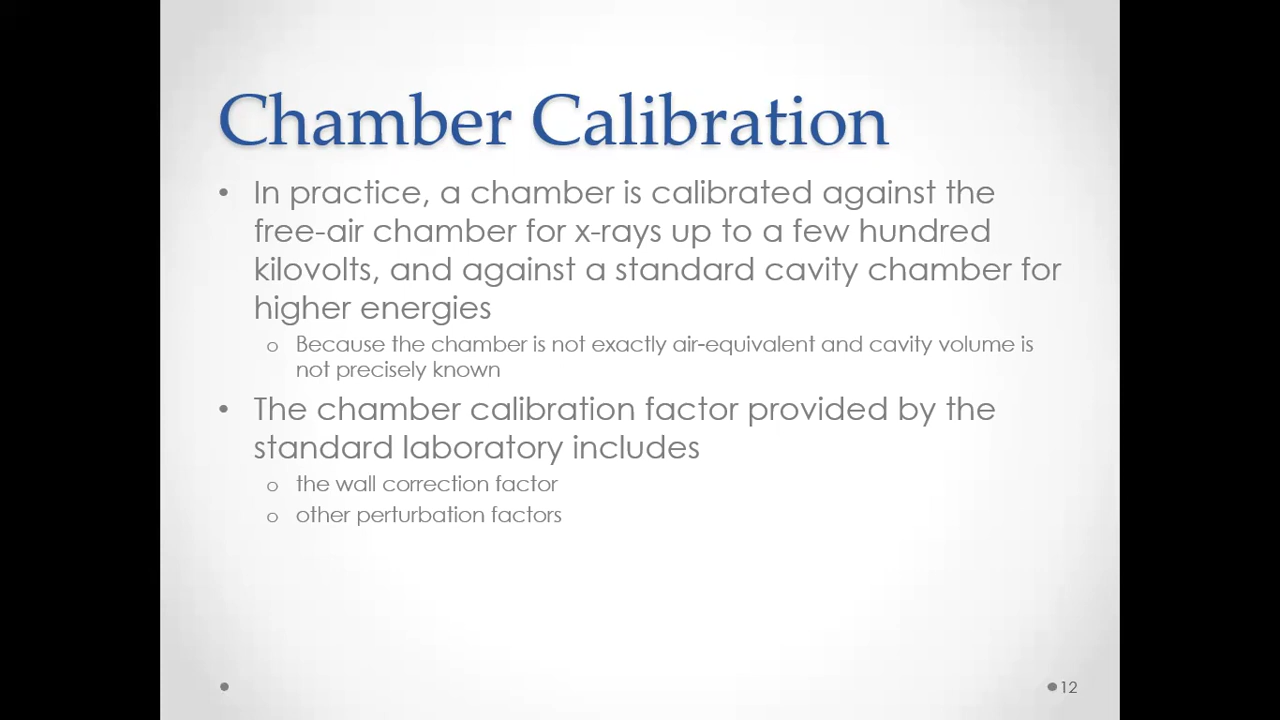 Chamber Calibration
• In practice, a chamber is calibrated against the
free-air chamber for x-rays up to a few hundred
kilovolts, and against a standard cavity chamber for
higher energies
o Because the chamber is not exactly air-equivalent and cavity volume is
not precisely known
• The chamber calibration factor provided by the
standard laboratory includes
o the wall correction factor
o other perturbation factors
12